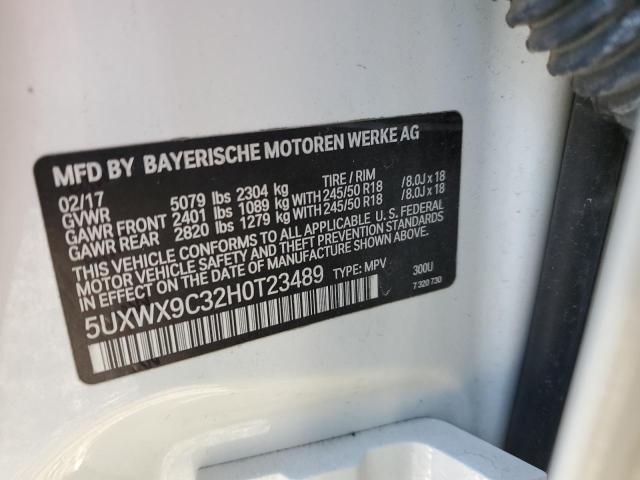 MFD BY BAYERISCHE MOTOREN WERKE AG
02/17 TIRE / RIM
GVWR 5079 lbs 2304 kg
GAWR FRONT 2401 lbs 1089 kg WITH 245/50 R18 / 8.0J x 18
GAWR REAR 2820 lbs 1279 kg WITH 245/50 R18 / 8.0J x 18
THIS VEHICLE CONFORMS TO ALL APPLICABLE U.S. FEDERAL
MOTOR VEHICLE SAFETY AND THEFT PREVENTION STANDARDS
IN EFFECT ON THE DATE OF MANUFACTURE SHOWN ABOVE.
5UXWX9C32H0T23489 TYPE: MPV 300U
7 320 730